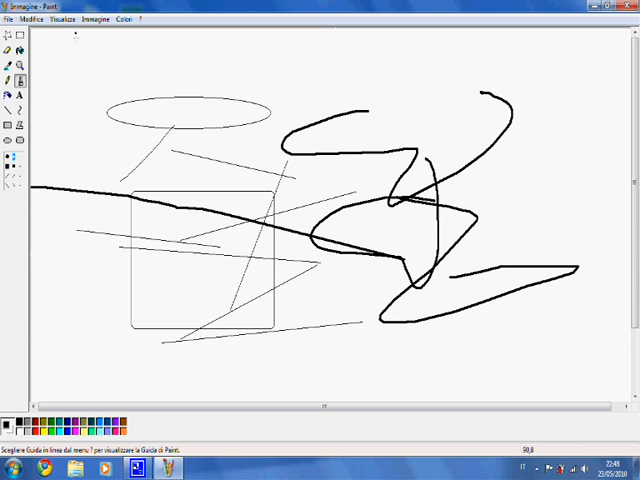 Immagine - Paint
File Modifica Visualizza Immagine Colori ?
A
Scegliere Guida in linea dal menu ? per visualizzare la Guida di Paint.
90,8
IT
22:48
23/05/2010